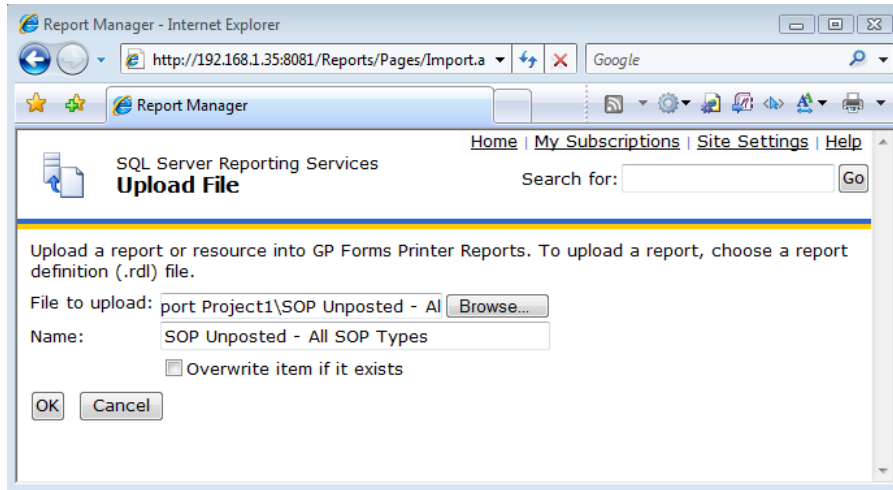 Report Manager - Internet Explorer
http://192.168.1.35:8081/Reports/Pages/Import.a
Google
Report Manager
Home | My Subscriptions | Site Settings | Help
SQL Server Reporting Services
Upload File
Search for:
Go
Upload a report or resource into GP Forms Printer Reports. To upload a report, choose a report
definition (.rdl) file.
File to upload: port Project1\SOP Unposted - Al Browse...
Name: SOP Unposted - All SOP Types
Overwrite item if it exists
OK Cancel